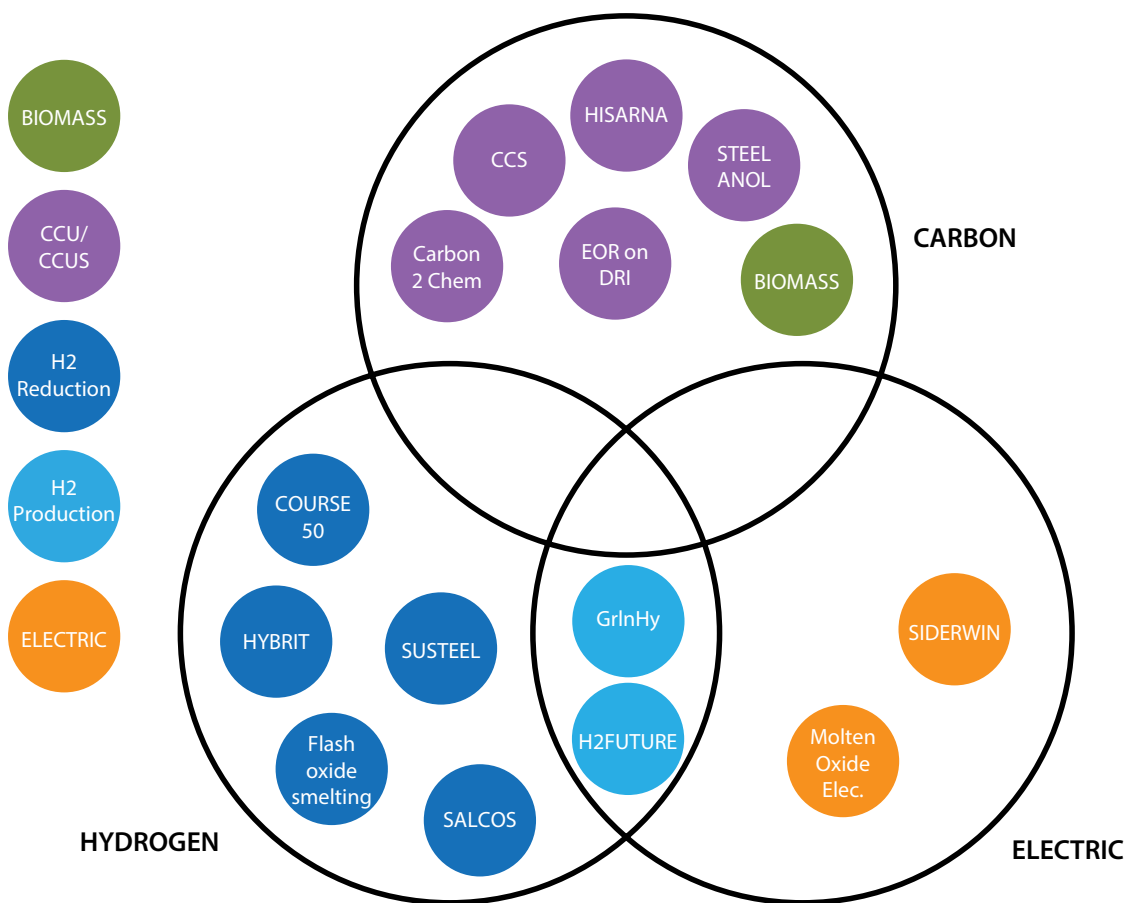 BIOMASS
CCU/
CCUS
H2
Reduction
H2
Production
ELECTRIC
HISARNA
CCS
STEEL
ANOL
Carbon
2 Chem
EOR on
DRI
BIOMASS
CARBON
COURSE
50
HYBRIT
SUSTEEL
Flash
oxide
smelting
SALCOS
HYDROGEN
GrInHy
H2FUTURE
SIDERWIN
Molten
Oxide
Elec.
ELECTRIC